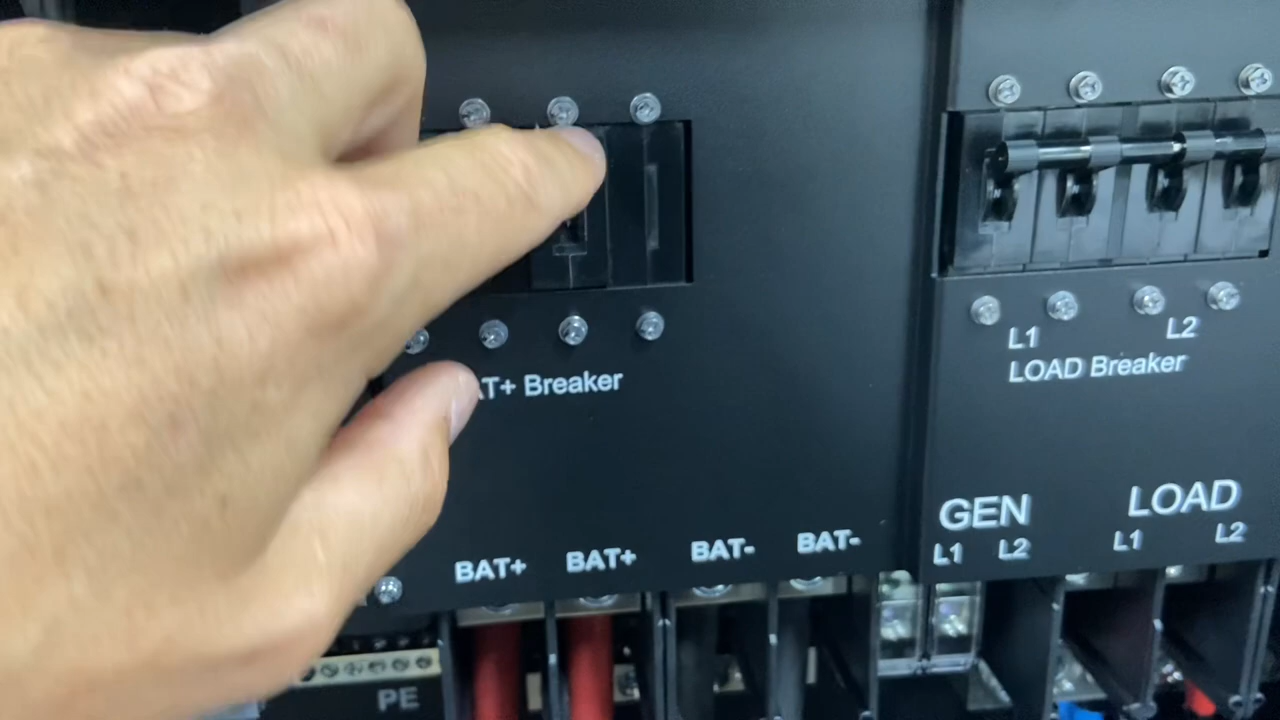 L1 L2
LOAD Breaker
AT+ Breaker
GEN LOAD
L1 L2 L1 L2
BAT+ BAT+ BAT- BAT-
PE